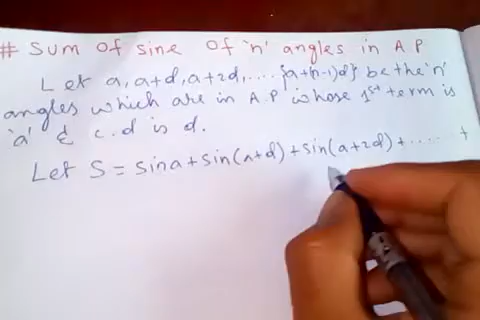 # Sum of sine of 'n' angles in A P
Let a, a+d, a+2d, .... {a+(n-1)d} be the 'n'
angles which are in A.P whose 1st term is
'a' & c.d is d.
Let S = sina + sin(a+d) + sin(a+2d) + ...... +